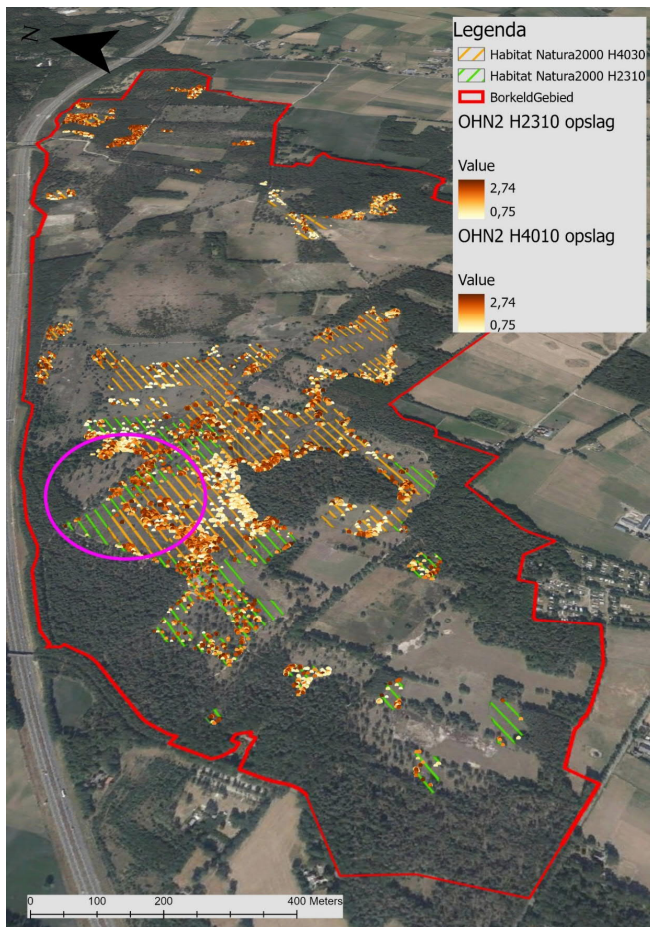 N
Legenda
Habitat Natura2000 H4030
Habitat Natura2000 H2310
BorkeldGebied
OHN2 H2310 opslag
Value
2,74
0,75
OHN2 H4010 opslag
Value
2,74
0,75
0 100 200 400 Meters